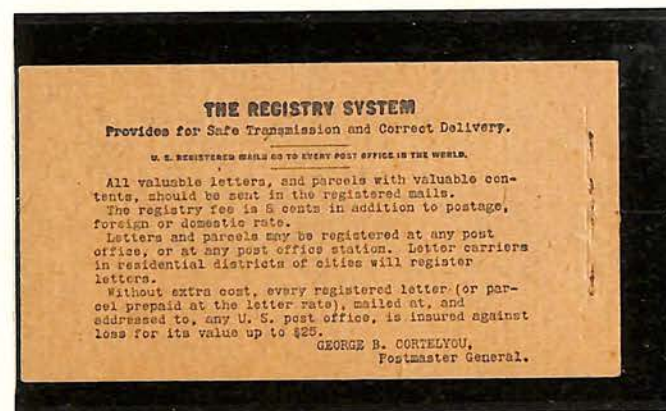 THE REGISTRY SYSTEM
Provides for Safe Transmission and Correct Delivery.
U. S. REGISTERED MAILS GO TO EVERY POST OFFICE IN THE WORLD.
All valuable letters, and parcels with valuable con-
tents, should be sent in the registered mails.
The registry fee is 8 cents in addition to postage,
foreign or domestic rate.
Letters and parcels may be registered at any post
office, or at any post office station. Letter carriers
in residential districts of cities will register
letters.
Without extra cost, every registered letter (or par-
cel prepaid at the letter rate), mailed at, and
addressed to, any U. S. post office, is insured against
loss for its value up to $25.
GEORGE B. CORTELYOU,
Postmaster General.